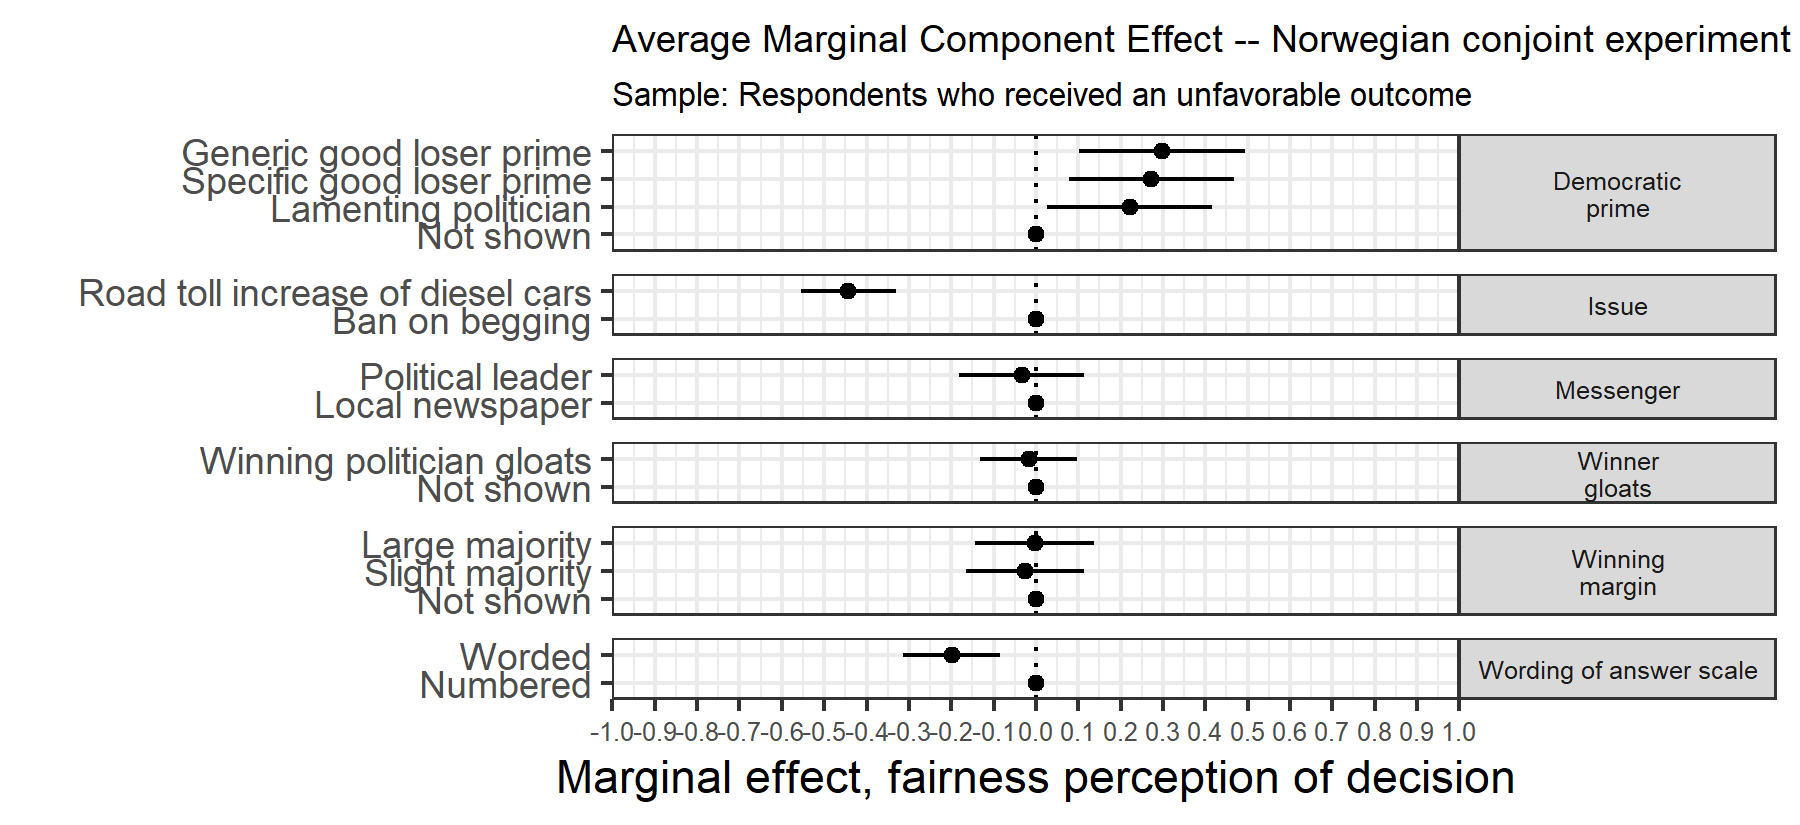 Average Marginal Component Effect -- Norwegian conjoint experiment
Sample: Respondents who received an unfavorable outcome
Generic good loser prime
Specific good loser prime
Lamenting politician
Not shown
Democratic
prime
Road toll increase of diesel cars
Ban on begging
Issue
Political leader
Local newspaper
Messenger
Winning politician gloats
Not shown
Winner
gloats
Large majority
Slight majority
Not shown
Winning
margin
Worded
Numbered
Wording of answer scale
-1.0 -0.9 -0.8 -0.7 -0.6 -0.5 -0.4 -0.3 -0.2 -0.1 0.0 0.1 0.2 0.3 0.4 0.5 0.6 0.7 0.8 0.9 1.0
Marginal effect, fairness perception of decision